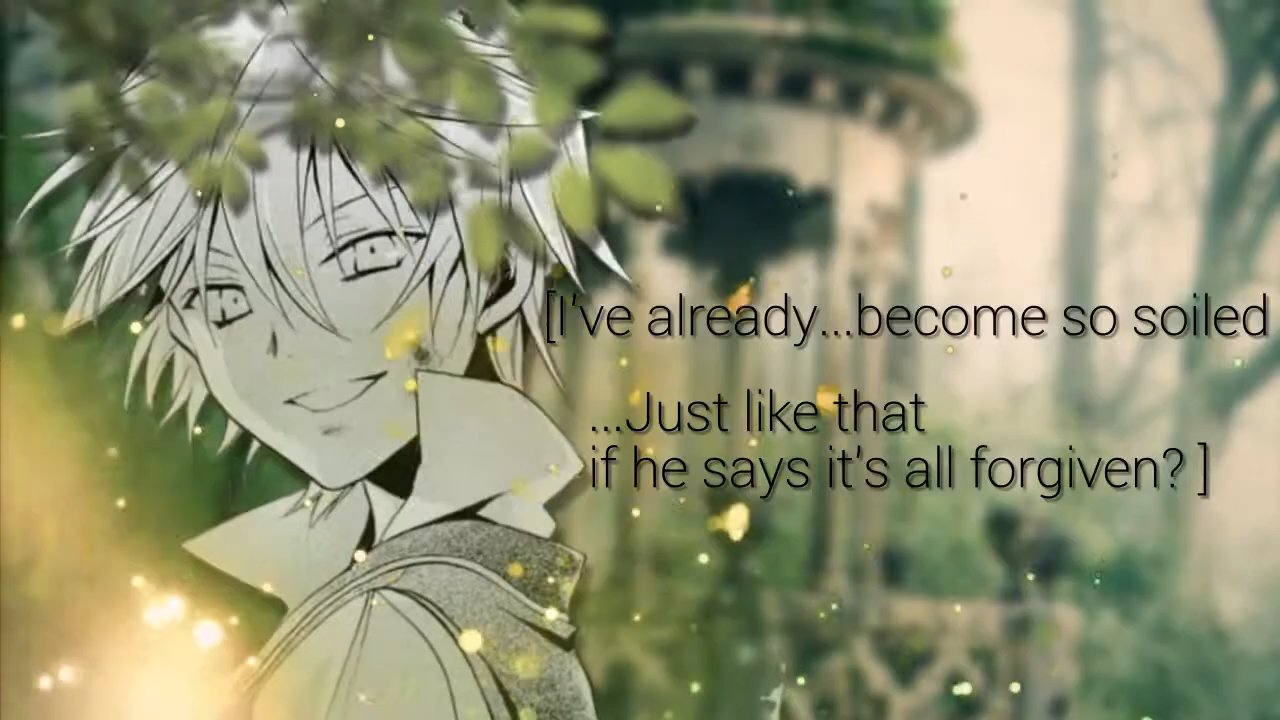 [I've already...become so soiled
...Just like that
if he says it's all forgiven? ]